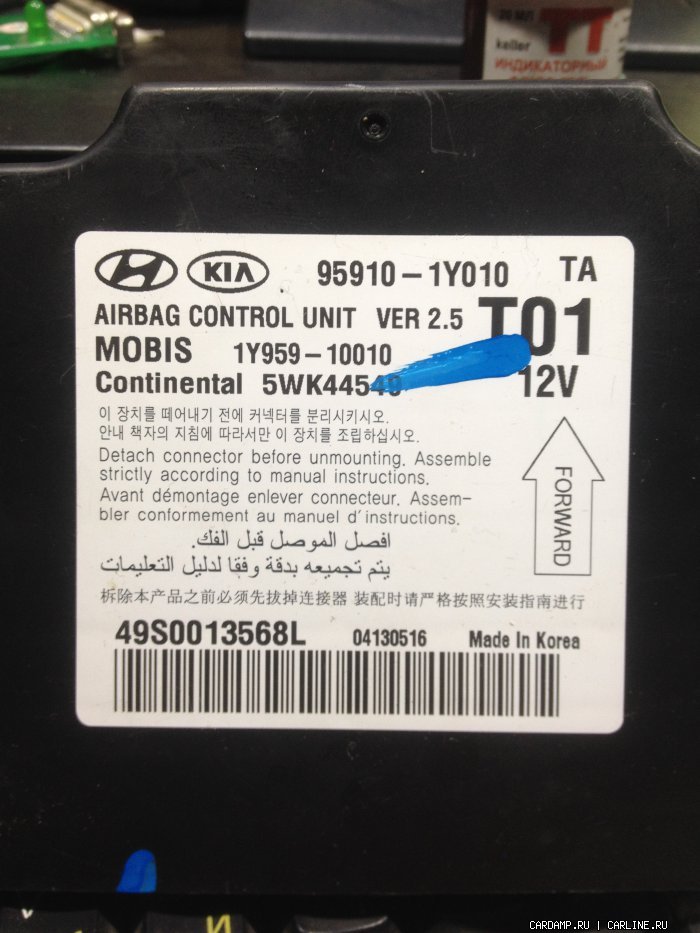 20 МЛ
keller
TT
ИНДИКАТОРНЫЙ
KIA 95910-1Y010 TA
AIRBAG CONTROL UNIT VER 2.5 T01
MOBIS 1Y959-10010
Continental 5WK44549 12V
이 장치를 떼어내기 전에 커넥터를 분리시키시오.
안내 책자의 지침에 따라서만 이 장치를 조립하십시오.
Detach connector before unmounting. Assemble
strictly according to manual instructions.
Avant démontage enlever connecteur. Assem-
bler conformement au manuel d'instructions.
FORWARD
افصل الموصل قبل الفك.
يتم تجميعه بدقة وفقا لدليل التعليمات
拆除本产品之前必须先拔掉连接器 装配时请严格按照安装指南进行
49S0013568L 04130516 Made In Korea
И
CARDAMP.RU | CARLINE.RU